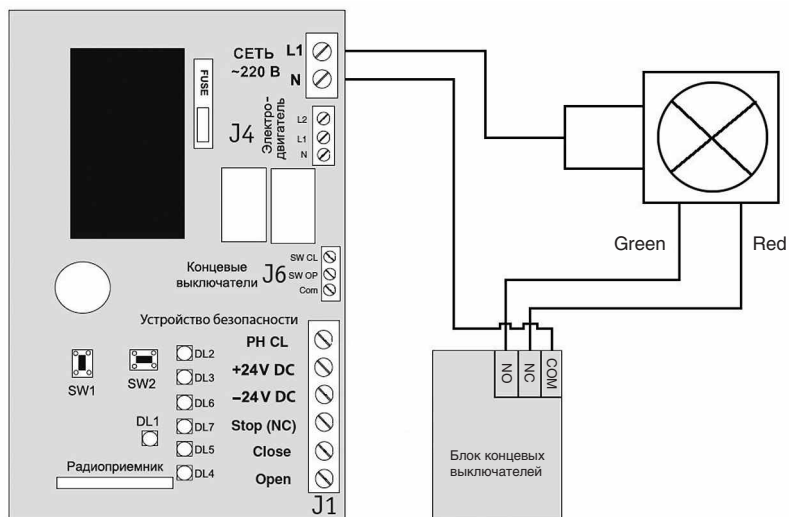 СЕТЬ
~220 В
L1
N
FUSE
J4
Электро-
двигатель
L2
L1
N
Green
Red
Концевые
выключатели
J6
SW CL
SW OP
Com
Устройство безопасности
PH CL
+24V DC
–24V DC
Stop (NC)
Close
Open
J1
SW1
SW2
DL2
DL3
DL6
DL1
DL7
DL5
DL4
Радиоприемник
NO
NC
COM
Блок концевых
выключателей